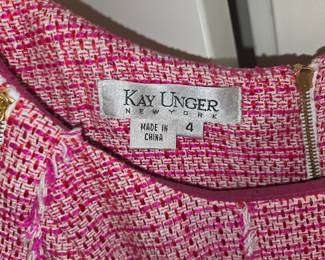 KAY UNGER
NEW YORK
MADE IN
CHINA
4